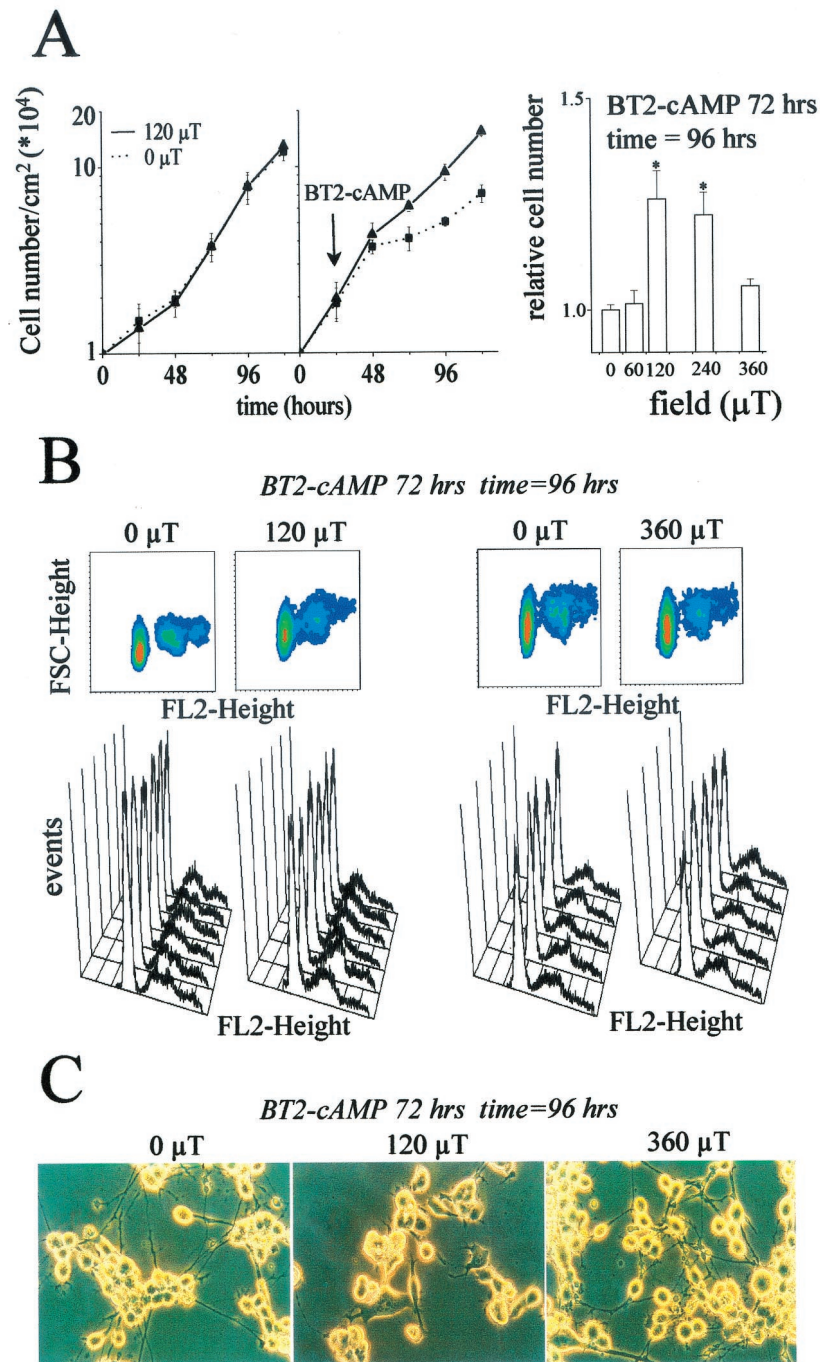 A
Cell number/cm² (*10⁴)
20
10
1
120 µT
0 µT
BT2-cAMP
0 48 96 0 48 96
time (hours)
relative cell number
1.5
1.0
BT2-cAMP 72 hrs
time = 96 hrs
* *
0 60 120 240 360
field (µT)
B
BT2-cAMP 72 hrs time=96 hrs
0 µT 120 µT 0 µT 360 µT
FSC-Height
FL2-Height FL2-Height
events
FL2-Height FL2-Height
C
BT2-cAMP 72 hrs time=96 hrs
0 µT 120 µT 360 µT